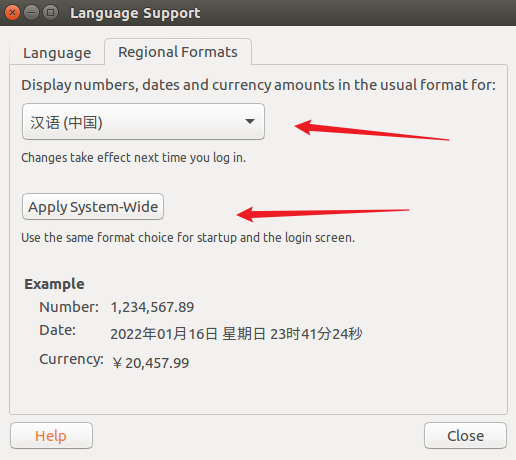 Language Support
Language Regional Formats
Display numbers, dates and currency amounts in the usual format for:
汉语 (中国)
Changes take effect next time you log in.
Apply System-Wide
Use the same format choice for startup and the login screen.
Example
Number: 1,234,567.89
Date: 2022年01月16日 星期日 23时41分24秒
Currency: ￥20,457.99
Help Close